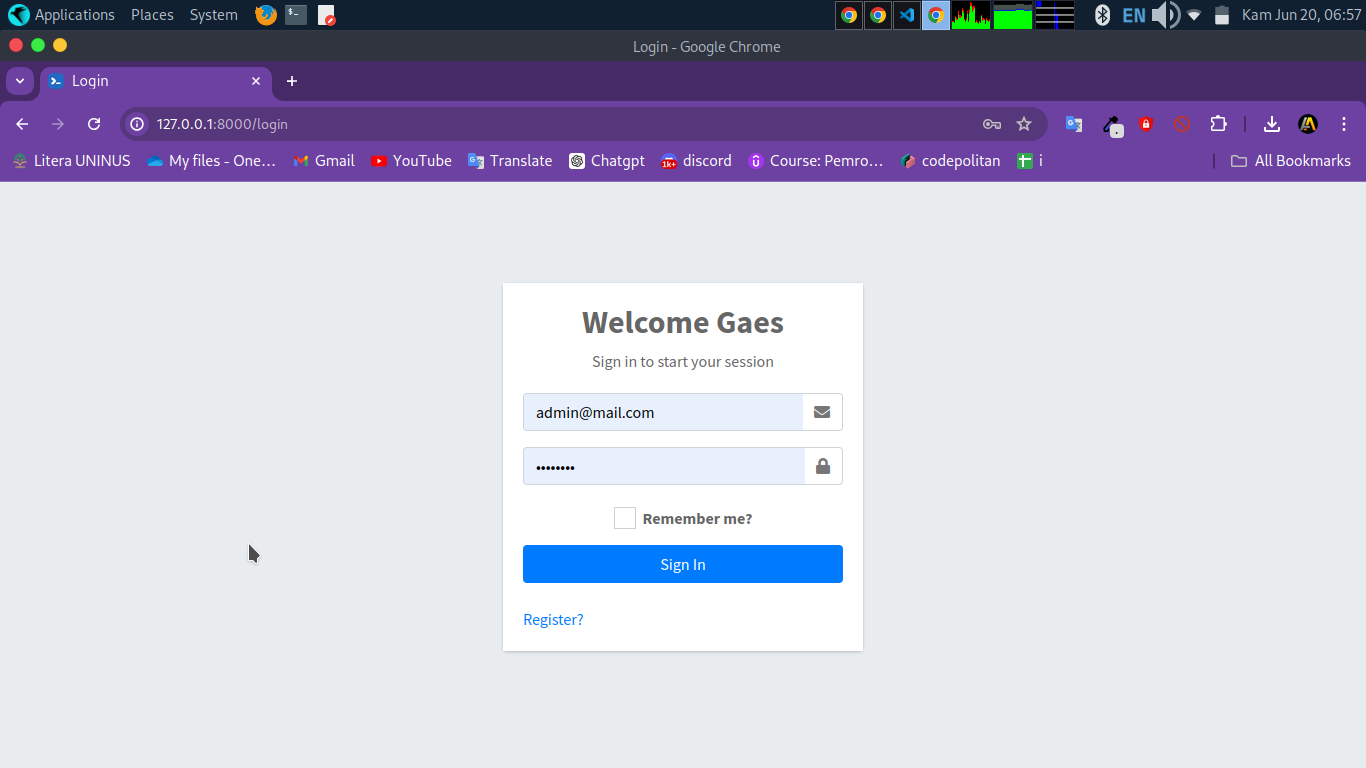 Applications Places System EN Kam Jun 20, 06:57
Login - Google Chrome
Login
127.0.0.1:8000/login
Litera UNINUS My files - One… Gmail YouTube Translate Chatgpt 1K+ discord Course: Pemro… codepolitan i All Bookmarks
Welcome Gaes
Sign in to start your session
admin@mail.com
••••••••
Remember me?
Sign In
Register?